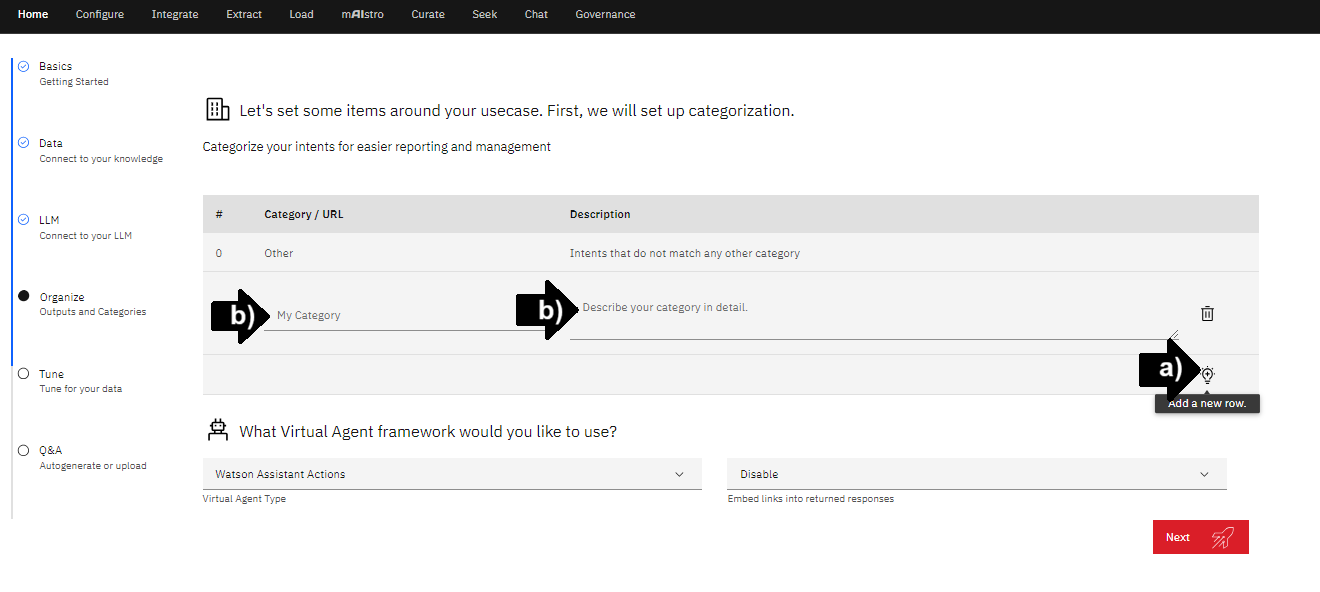 Home Configure Integrate Extract Load mAIstro Curate Seek Chat Governance
Basics
Getting Started
Data
Connect to your knowledge
LLM
Connect to your LLM
Organize
Outputs and Categories
Tune
Tune for your data
Q&A
Autogenerate or upload
Let's set some items around your usecase. First, we will set up categorization.
Categorize your intents for easier reporting and management
# Category / URL Description
0 Other Intents that do not match any other category
b) My Category b) Describe your category in detail.
a)
Add a new row.
What Virtual Agent framework would you like to use?
Watson Assistant Actions Disable
Virtual Agent Type Embed links into returned responses
Next